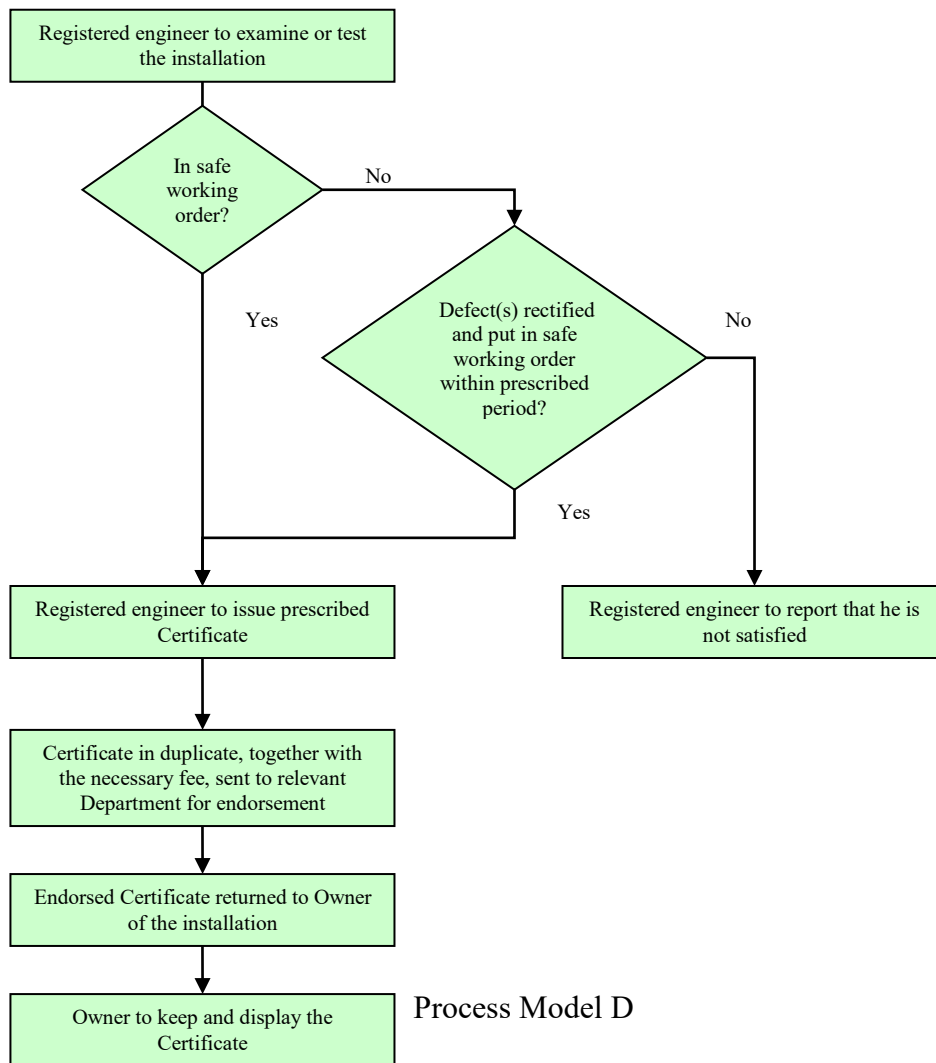 Registered engineer to examine or test
the installation
In safe
working
order?
No
Yes
Defect(s) rectified
and put in safe
working order
within prescribed
period?
No
Yes
Registered engineer to issue prescribed
Certificate
Registered engineer to report that he is
not satisfied
Certificate in duplicate, together with
the necessary fee, sent to relevant
Department for endorsement
Endorsed Certificate returned to Owner
of the installation
Owner to keep and display the
Certificate
Process Model D